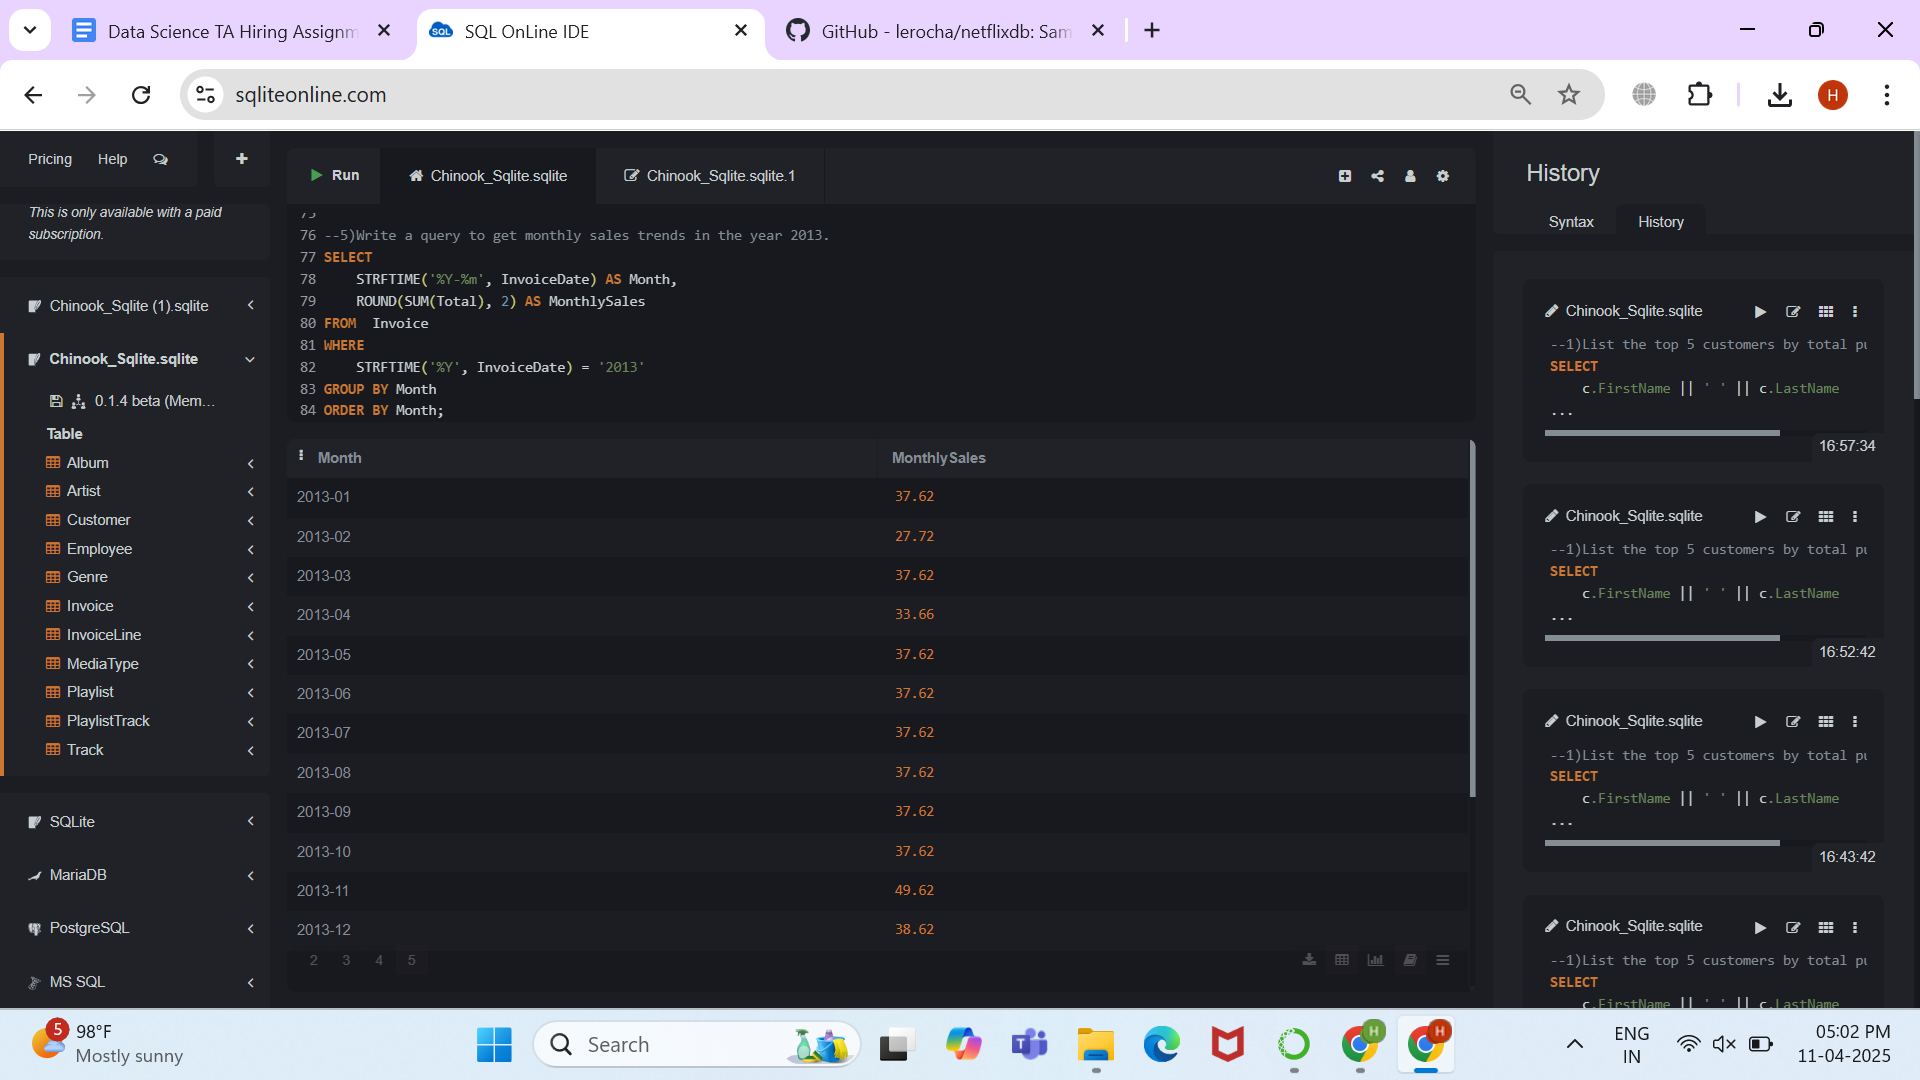 Data Science TA Hiring Assignm
SQL OnLine IDE
GitHub - lerocha/netflixdb: Sam
sqliteonline.com
H
Pricing
Help
This is only available with a paid
subscription.
Chinook_Sqlite (1).sqlite
Chinook_Sqlite.sqlite
0.1.4 beta (Mem...
Table
Album
Artist
Customer
Employee
Genre
Invoice
InvoiceLine
MediaType
Playlist
PlaylistTrack
Track
SQLite
MariaDB
PostgreSQL
MS SQL
Run
Chinook_Sqlite.sqlite
Chinook_Sqlite.sqlite.1
75
76 --5)Write a query to get monthly sales trends in the year 2013.
77 SELECT
78 STRFTIME('%Y-%m', InvoiceDate) AS Month,
79 ROUND(SUM(Total), 2) AS MonthlySales
80 FROM Invoice
81 WHERE
82 STRFTIME('%Y', InvoiceDate) = '2013'
83 GROUP BY Month
84 ORDER BY Month;
Month MonthlySales
2013-01 37.62
2013-02 27.72
2013-03 37.62
2013-04 33.66
2013-05 37.62
2013-06 37.62
2013-07 37.62
2013-08 37.62
2013-09 37.62
2013-10 37.62
2013-11 49.62
2013-12 38.62
2 3 4 5
History
Syntax
History
Chinook_Sqlite.sqlite
--1)List the top 5 customers by total pu
SELECT
c.FirstName || ' ' || c.LastName
...
16:57:34
Chinook_Sqlite.sqlite
--1)List the top 5 customers by total pu
SELECT
c.FirstName || ' ' || c.LastName
...
16:52:42
Chinook_Sqlite.sqlite
--1)List the top 5 customers by total pu
SELECT
c.FirstName || ' ' || c.LastName
...
16:43:42
Chinook_Sqlite.sqlite
--1)List the top 5 customers by total pu
SELECT
c.FirstName || ' ' || c.LastName
5
98°F
Mostly sunny
Search
H
H
ENG
IN
05:02 PM
11-04-2025